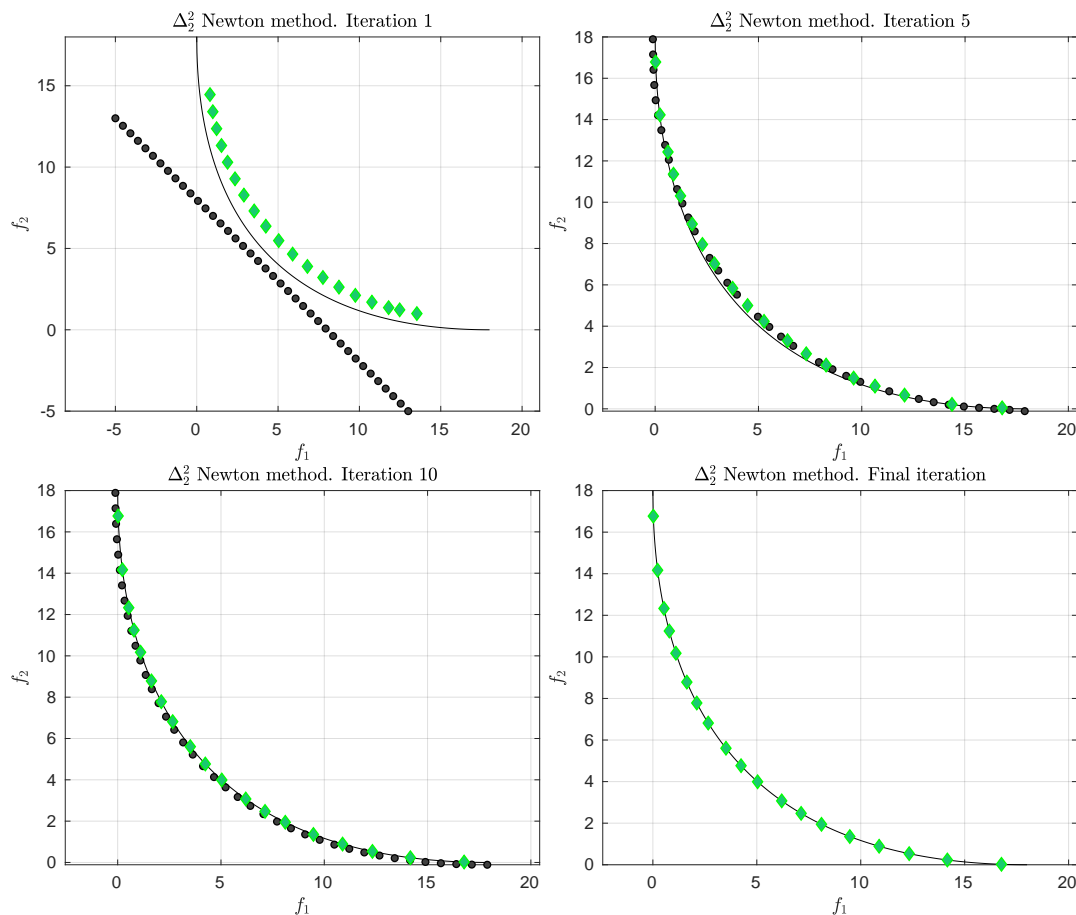 Δ₂² Newton method. Iteration 1
15
10
5
0
-5
-5 0 5 10 15 20
f₁
f₂
Δ₂² Newton method. Iteration 5
18
16
14
12
10
8
6
4
2
0
0 5 10 15 20
f₁
f₂
Δ₂² Newton method. Iteration 10
18
16
14
12
10
8
6
4
2
0
0 5 10 15 20
f₁
f₂
Δ₂² Newton method. Final iteration
18
16
14
12
10
8
6
4
2
0
0 5 10 15 20
f₁
f₂